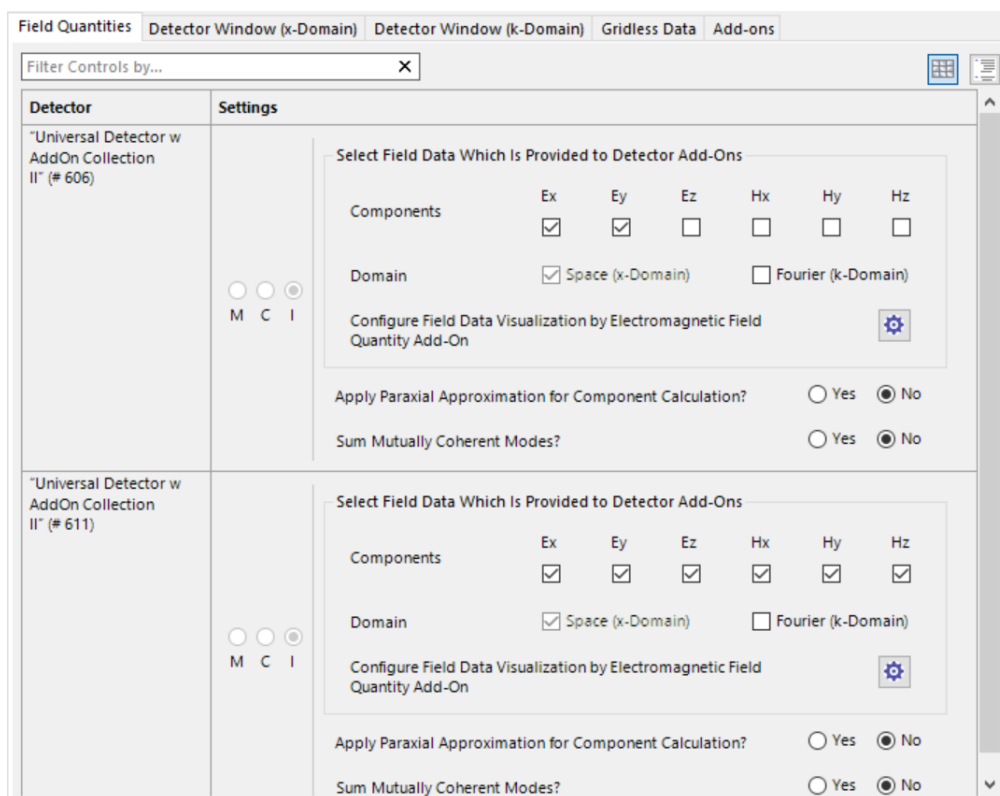 Field Quantities Detector Window (x-Domain) Detector Window (k-Domain) Gridless Data Add-ons
Filter Controls by...
Detector Settings
"Universal Detector w
AddOn Collection
II" (# 606)
Select Field Data Which Is Provided to Detector Add-Ons
Components
Ex Ey Ez Hx Hy Hz
Domain Space (x-Domain) Fourier (k-Domain)
M C I
Configure Field Data Visualization by Electromagnetic Field
Quantity Add-On
Apply Paraxial Approximation for Component Calculation? Yes No
Sum Mutually Coherent Modes? Yes No
"Universal Detector w
AddOn Collection
II" (# 611)
Select Field Data Which Is Provided to Detector Add-Ons
Components
Ex Ey Ez Hx Hy Hz
Domain Space (x-Domain) Fourier (k-Domain)
M C I
Configure Field Data Visualization by Electromagnetic Field
Quantity Add-On
Apply Paraxial Approximation for Component Calculation? Yes No
Sum Mutually Coherent Modes? Yes No